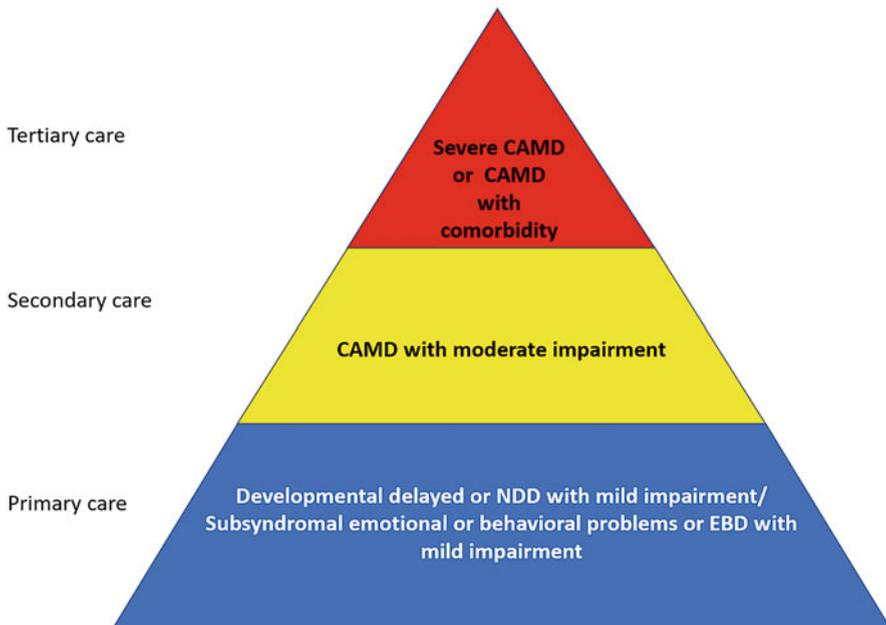 Tertiary care
Severe CAMD
or CAMD
with
comorbidity
Secondary care
CAMD with moderate impairment
Primary care
Developmental delayed or NDD with mild impairment/
Subsyndromal emotional or behavioral problems or EBD with
mild impairment